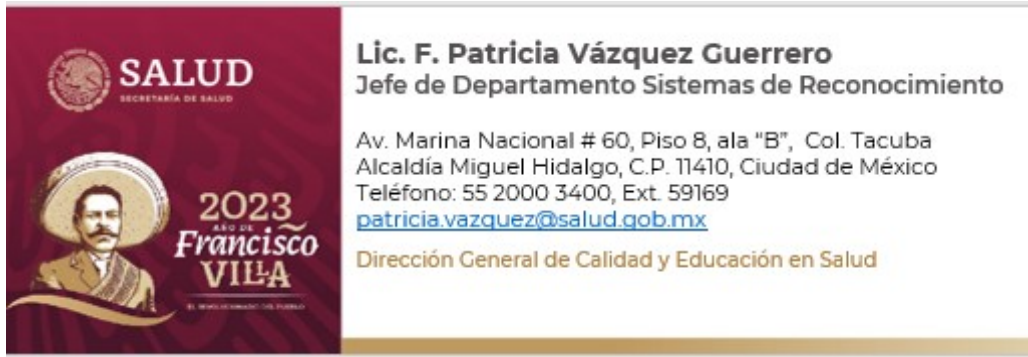 SALUD
SECRETARÍA DE SALUD
2023
AÑO DE
Francisco
VILLA
EL REVOLUCIONARIO DEL PUEBLO
Lic. F. Patricia Vázquez Guerrero
Jefe de Departamento Sistemas de Reconocimiento
Av. Marina Nacional # 60, Piso 8, ala “B”, Col. Tacuba
Alcaldía Miguel Hidalgo, C.P. 11410, Ciudad de México
Teléfono: 55 2000 3400, Ext. 59169
patricia.vazquez@salud.gob.mx
Dirección General de Calidad y Educación en Salud